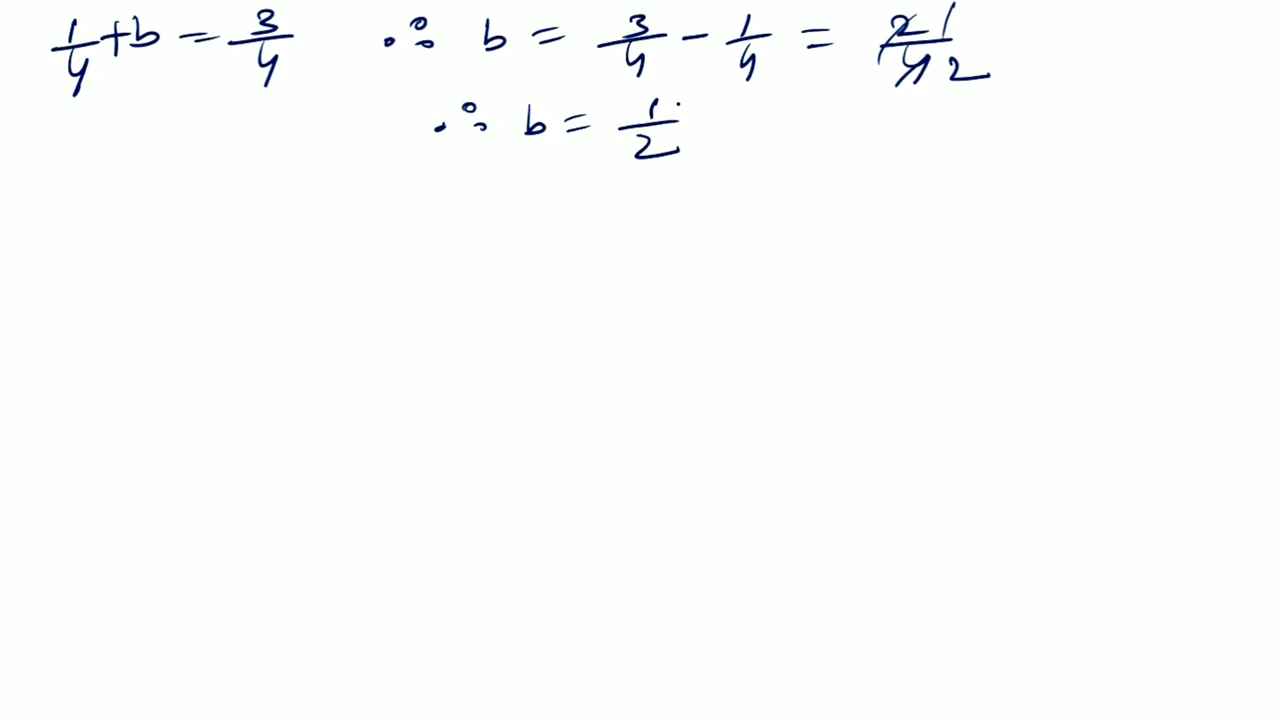 1/4 + b = 3/4 ∴ b = 3/4 - 1/4 = 2/4 1/2
∴ b = 1/2